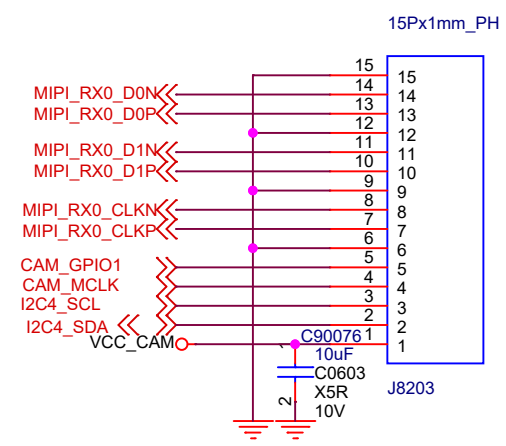 15Px1mm_PH
15 15
MIPI_RX0_D0N 14 14
MIPI_RX0_D0P 13 13
12 12
MIPI_RX0_D1N 11 11
MIPI_RX0_D1P 10 10
9 9
MIPI_RX0_CLKN 8 8
MIPI_RX0_CLKP 7 7
6 6
CAM_GPIO1 5 5
CAM_MCLK 4 4
I2C4_SCL 3 3
I2C4_SDA 2 2
VCC_CAM C90076 1 1
10uF
C0603
X5R J8203
2 10V